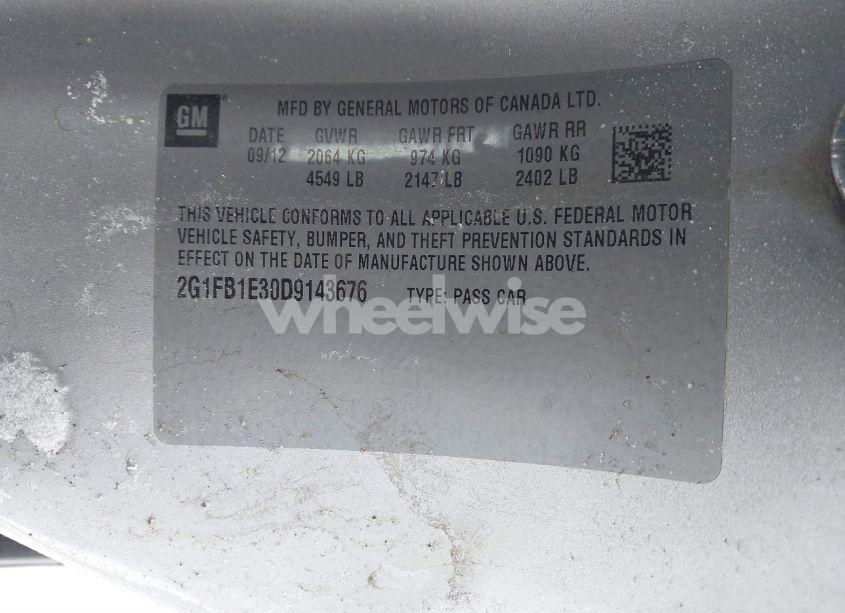 GM
MFD BY GENERAL MOTORS OF CANADA LTD.
DATE GVWR GAWR FRT GAWR RR
09/12 2064 KG 974 KG 1090 KG
4549 LB 2147 LB 2402 LB
THIS VEHICLE CONFORMS TO ALL APPLICABLE U.S. FEDERAL MOTOR
VEHICLE SAFETY, BUMPER, AND THEFT PREVENTION STANDARDS IN
EFFECT ON THE DATE OF MANUFACTURE SHOWN ABOVE.
2G1FB1E30D9143676 TYPE: PASS CAR
wheelwise